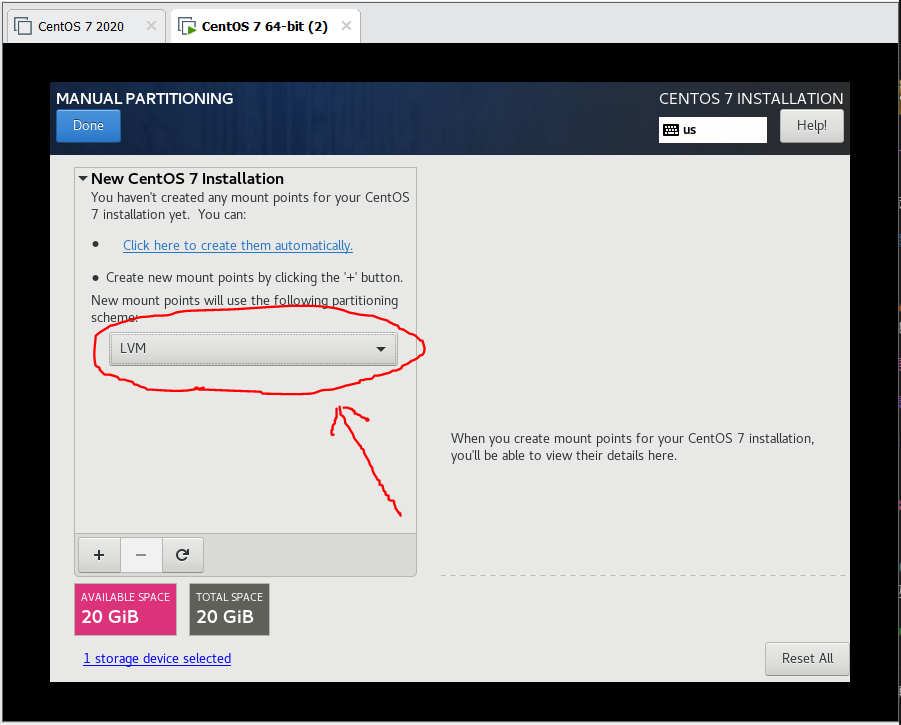 CentOS 7 2020
CentOS 7 64-bit (2)
MANUAL PARTITIONING
CENTOS 7 INSTALLATION
Done
us
Help!
New CentOS 7 Installation
You haven't created any mount points for your CentOS
7 installation yet. You can:
Click here to create them automatically.
Create new mount points by clicking the '+' button.
New mount points will use the following partitioning
scheme:
LVM
When you create mount points for your CentOS 7 installation,
you'll be able to view their details here.
AVAILABLE SPACE
20 GiB
TOTAL SPACE
20 GiB
1 storage device selected
Reset All